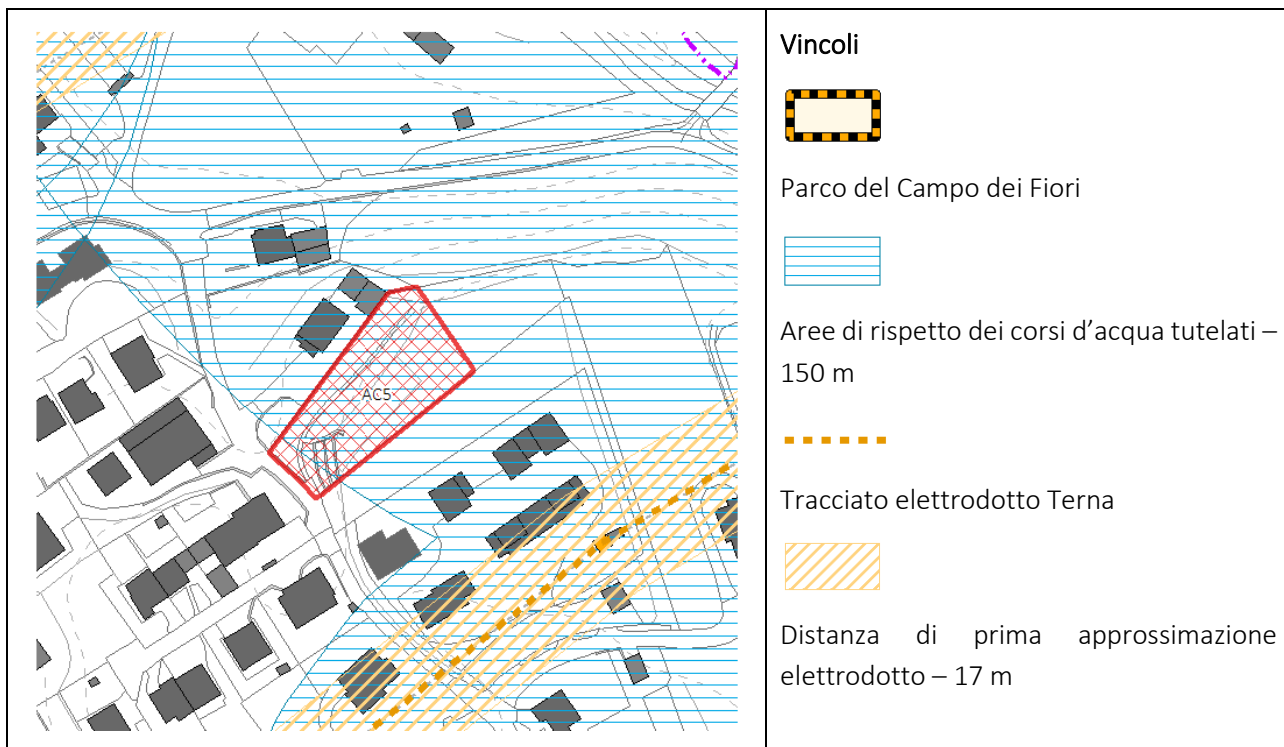 AC5
Vincoli
Parco del Campo dei Fiori
Aree di rispetto dei corsi d’acqua tutelati –
150 m
Tracciato elettrodotto Terna
Distanza di prima approssimazione
elettrodotto – 17 m